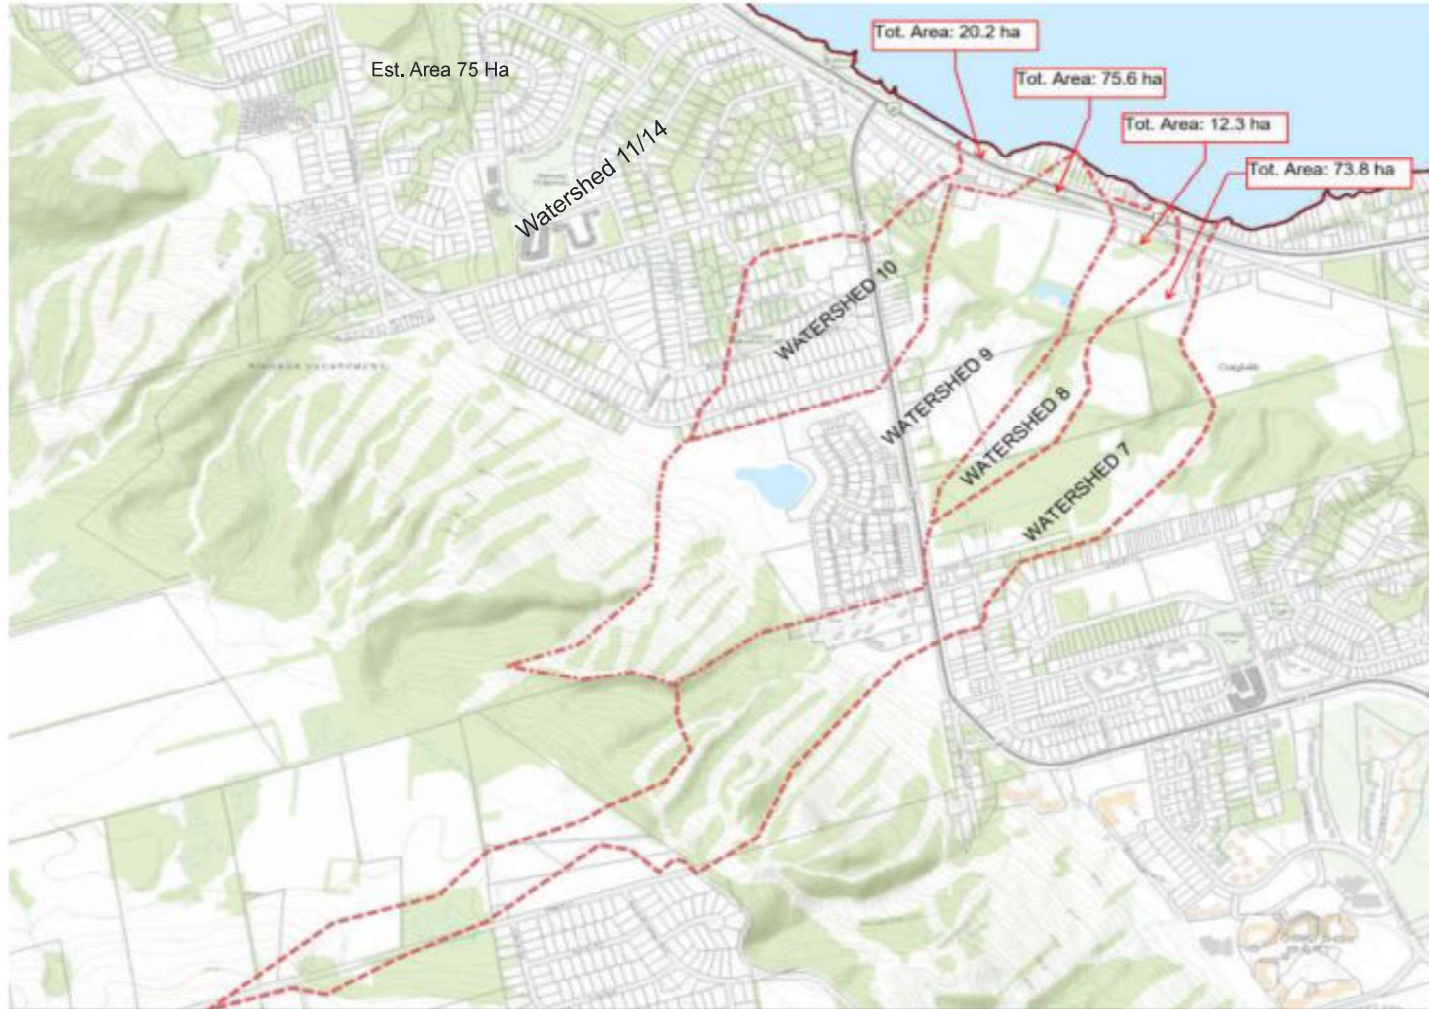 Tot. Area: 20.2 ha
Est. Area 75 Ha
Tot. Area: 75.6 ha
Tot. Area: 12.3 ha
Watershed 11/14
Tot. Area: 73.8 ha
WATERSHED 10
WATERSHED 9
WATERSHED 8
WATERSHED 7
Craigleith